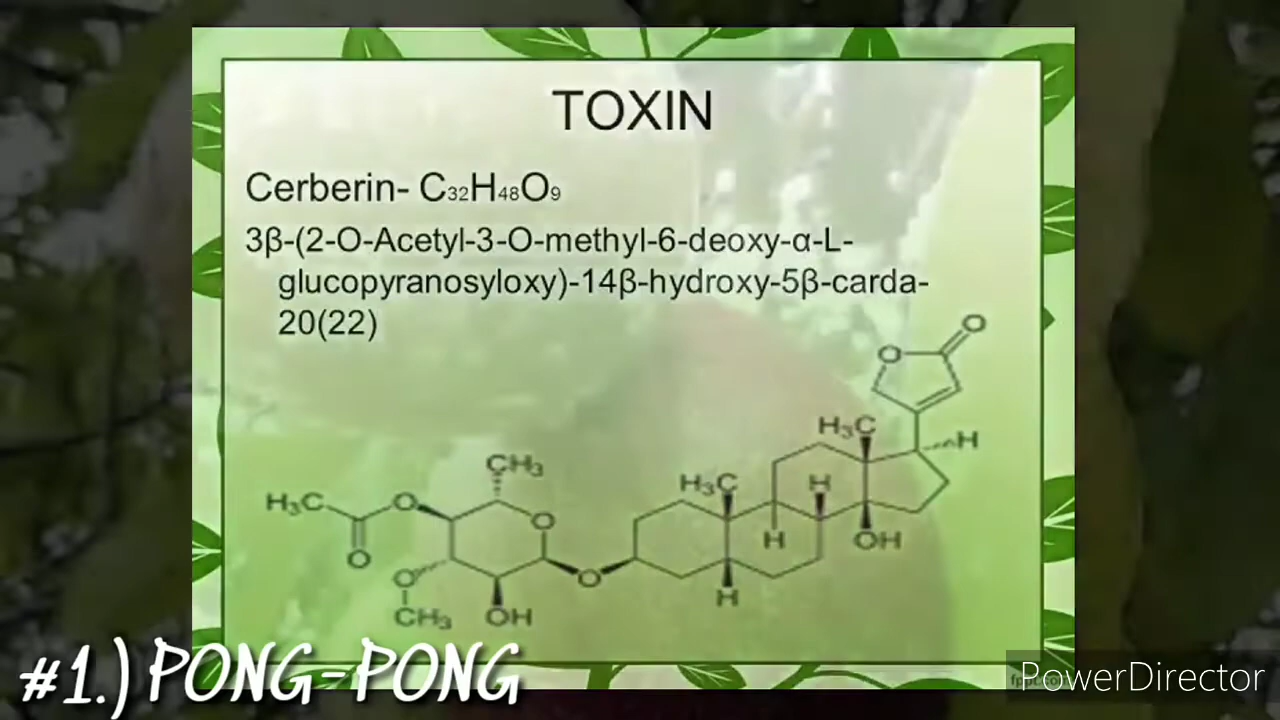 TOXIN
Cerberin- C₃₂H₄₈O₉
3β-(2-O-Acetyl-3-O-methyl-6-deoxy-α-L-
glucopyranosyloxy)-14β-hydroxy-5β-carda-
20(22)
O
O
H₃C
H
CH₃
H₃C
H
H₃C
O
O
H
OH
O
O
O
H
CH₃
OH
#1.) PONG-PONG
PowerDirector